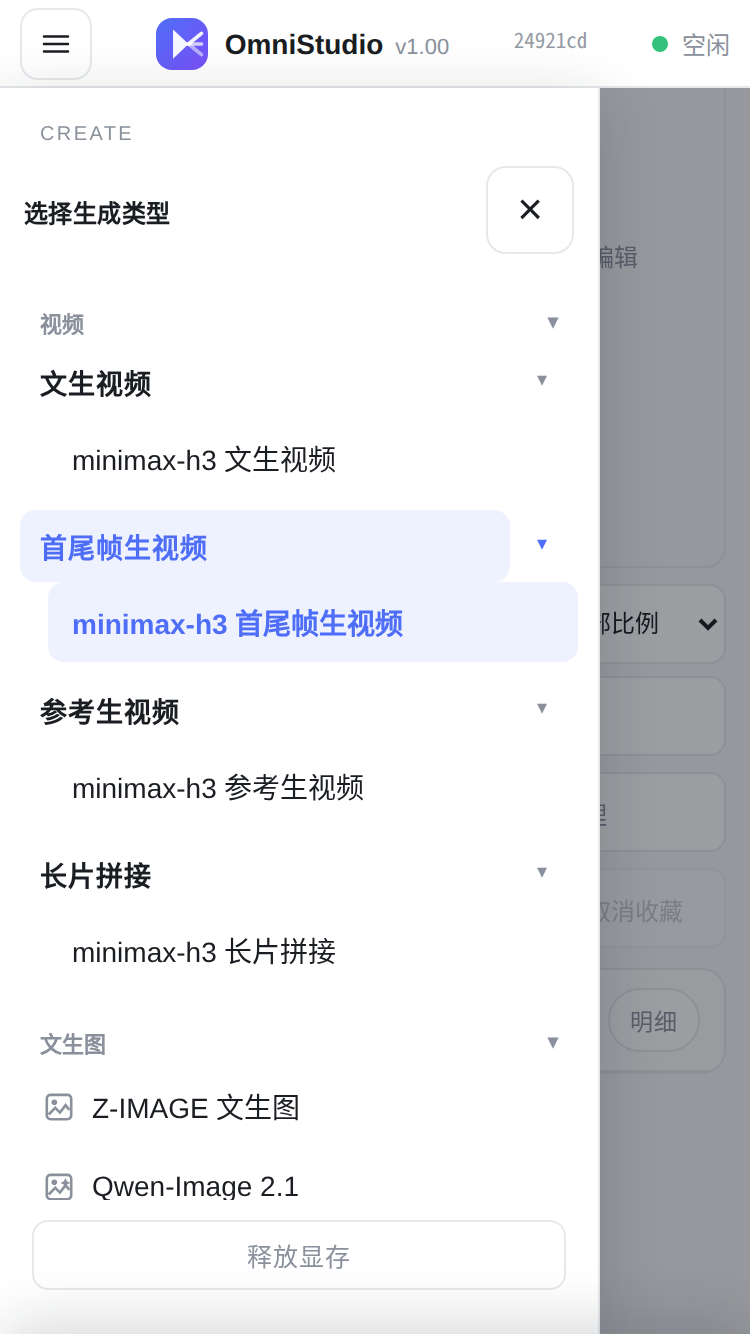 OmniStudio v1.00 24921cd 空闲
CREATE
选择生成类型
编辑
视频
文生视频
minimax-h3 文生视频
首尾帧生视频
minimax-h3 首尾帧生视频
比例
参考生视频
minimax-h3 参考生视频
长片拼接
取消收藏
minimax-h3 长片拼接
明细
文生图
Z-IMAGE 文生图
Qwen-Image 2.1
释放显存